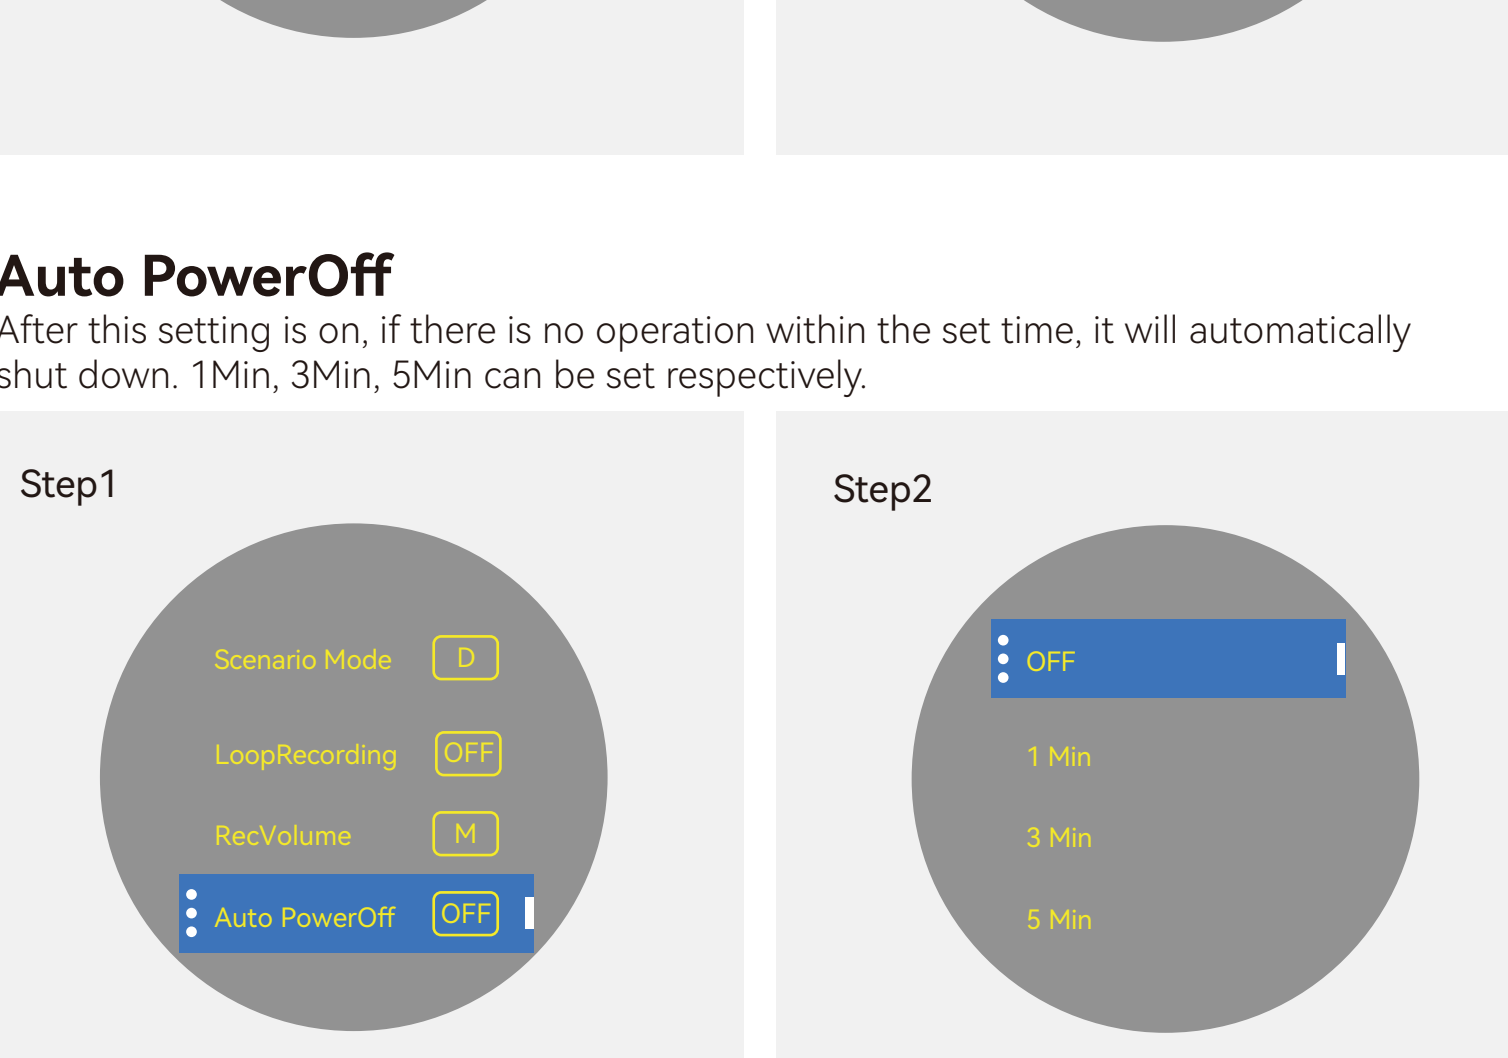 Auto PowerOff
After this setting is on, if there is no operation within the set time, it will automatically
shut down. 1Min, 3Min, 5Min can be set respectively.
Step1
Scenario Mode D
LoopRecording OFF
RecVolume M
Auto PowerOff OFF
Step2
OFF
1 Min
3 Min
5 Min